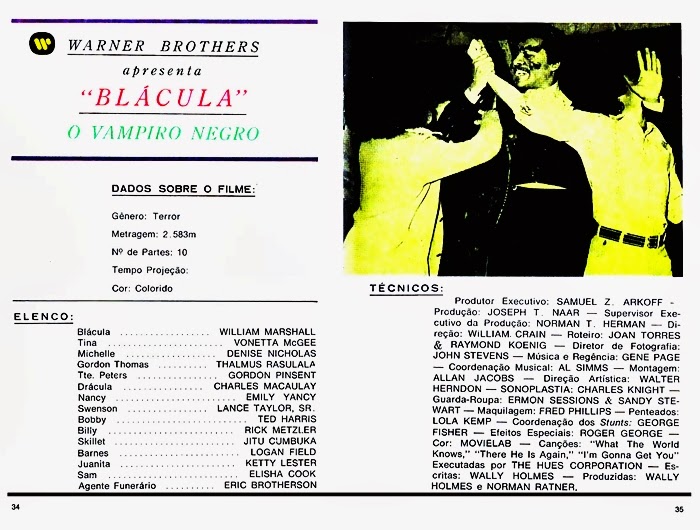 WARNER BROTHERS
apresenta
"BLÁCULA"
O VAMPIRO NEGRO
DADOS SOBRE O FILME:
Gênero: Terror
Metragem: 2.583m
Nº de Partes: 10
Tempo Projeção:
Cor: Colorido
ELENCO:
Blácula .................. WILLIAM MARSHALL
Tina .................. VONETTA McGEE
Michelle .................. DENISE NICHOLAS
Gordon Thomas .................. THALMUS RASULALA
Tte. Peters .................. GORDON PINSENT
Drácula .................. CHARLES MACAULAY
Nancy .................. EMILY YANCY
Swenson .................. LANCE TAYLOR, SR.
Bobby .................. TED HARRIS
Billy .................. RICK METZLER
Skillet .................. JITU CUMBUKA
Barnes .................. LOGAN FIELD
Juanita .................. KETTY LESTER
Sam .................. ELISHA COOK
Agente Funerário .......... ERIC BROTHERSON
34
TÉCNICOS:
Produtor Executivo: SAMUEL Z. ARKOFF -
Produção: JOSEPH T. NAAR — Supervisor Exe-
cutivo da Produção: NORMAN T. HERMAN — Di-
reção: WILLIAM CRAIN — Roteiro: JOAN TORRES
& RAYMOND KOENIG — Diretor de Fotografia:
JOHN STEVENS — Música e Regência: GENE PAGE
— Coordenação Musical: AL SIMMS — Montagem:
ALLAN JACOBS — Direção Artística: WALTER
HERNDON — SONOPLASTIA: CHARLES KNIGHT —
Guarda-Roupa: ERMON SESSIONS & SANDY STE-
WART — Maquilagem: FRED PHILLIPS — Penteados:
LOLA KEMP — Coordenação dos Stunts: GEORGE
FISHER — Efeitos Especiais: ROGER GEORGE —
Cor: MOVIELAB — Canções: "What The World
Knows," "There He Is Again," "I'm Gonna Get You"
Executadas por THE HUES CORPORATION — Es-
critas: WALLY HOLMES — Produzidas: WALLY
HOLMES e NORMAN RATNER.
35